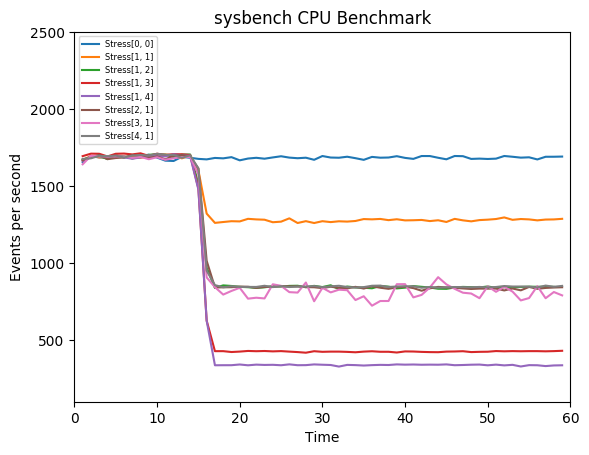 sysbench CPU Benchmark
2500
2000
1500
1000
500
Events per second
Stress[0, 0]
Stress[1, 1]
Stress[1, 2]
Stress[1, 3]
Stress[1, 4]
Stress[2, 1]
Stress[3, 1]
Stress[4, 1]
0 10 20 30 40 50 60
Time